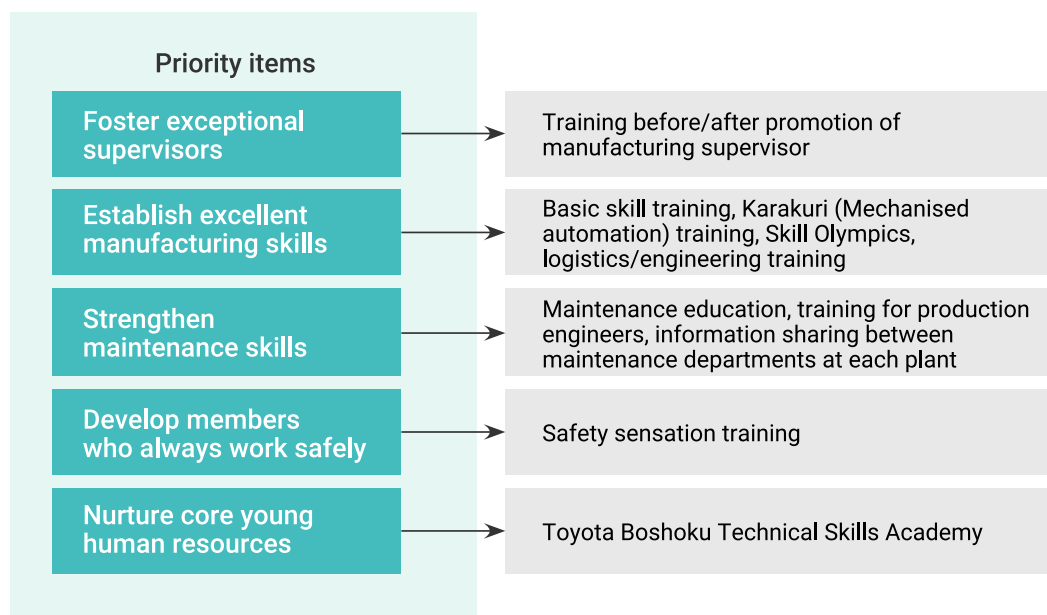 Priority items
Foster exceptional
supervisors
Training before/after promotion of
manufacturing supervisor
Establish excellent
manufacturing skills
Basic skill training, Karakuri (Mechanised
automation) training, Skill Olympics,
logistics/engineering training
Strengthen
maintenance skills
Maintenance education, training for production
engineers, information sharing between
maintenance departments at each plant
Develop members
who always work safely
Safety sensation training
Nurture core young
human resources
Toyota Boshoku Technical Skills Academy